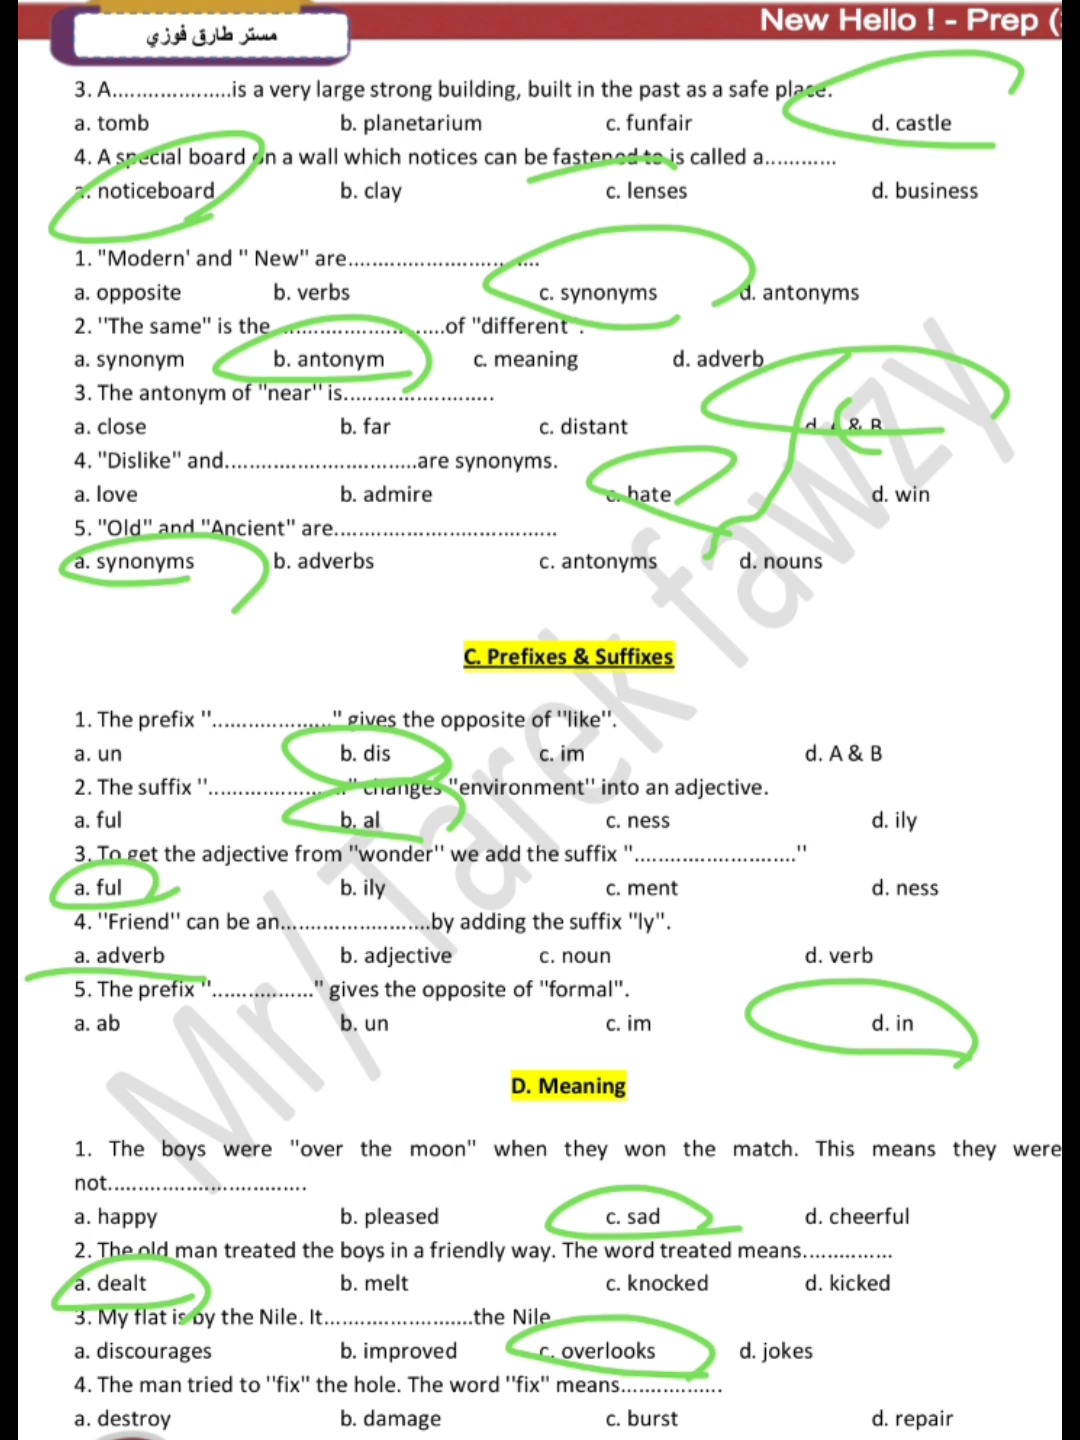 مستر طارق فوزي
New Hello ! - Prep (
3. A....................is a very large strong building, built in the past as a safe place.
a. tomb b. planetarium c. funfair d. castle
4. A special board on a wall which notices can be fastened to is called a............
a. noticeboard b. clay c. lenses d. business
1. "Modern' and " New" are................................
a. opposite b. verbs c. synonyms d. antonyms
2. "The same" is the ............................of "different".
a. synonym b. antonym c. meaning d. adverb
3. The antonym of "near" is.........................
a. close b. far c. distant d. A & B
4. "Dislike" and................................are synonyms.
a. love b. admire c. hate d. win
5. "Old" and "Ancient" are.....................................
a. synonyms b. adverbs c. antonyms d. nouns
C. Prefixes & Suffixes
1. The prefix "...................." gives the opposite of "like".
a. un b. dis c. im d. A & B
2. The suffix "......................." changes "environment" into an adjective.
a. ful b. al c. ness d. ily
3. To get the adjective from "wonder" we add the suffix "..........................."
a. ful b. ily c. ment d. ness
4. "Friend" can be an.........................by adding the suffix "ly".
a. adverb b. adjective c. noun d. verb
5. The prefix "................." gives the opposite of "formal".
a. ab b. un c. im d. in
D. Meaning
1. The boys were "over the moon" when they won the match. This means they were
not.................................
a. happy b. pleased c. sad d. cheerful
2. The old man treated the boys in a friendly way. The word treated means...............
a. dealt b. melt c. knocked d. kicked
3. My flat is by the Nile. It.........................the Nile
a. discourages b. improved c. overlooks d. jokes
4. The man tried to "fix" the hole. The word "fix" means.................
a. destroy b. damage c. burst d. repair
Mr/ Tarek fawzy